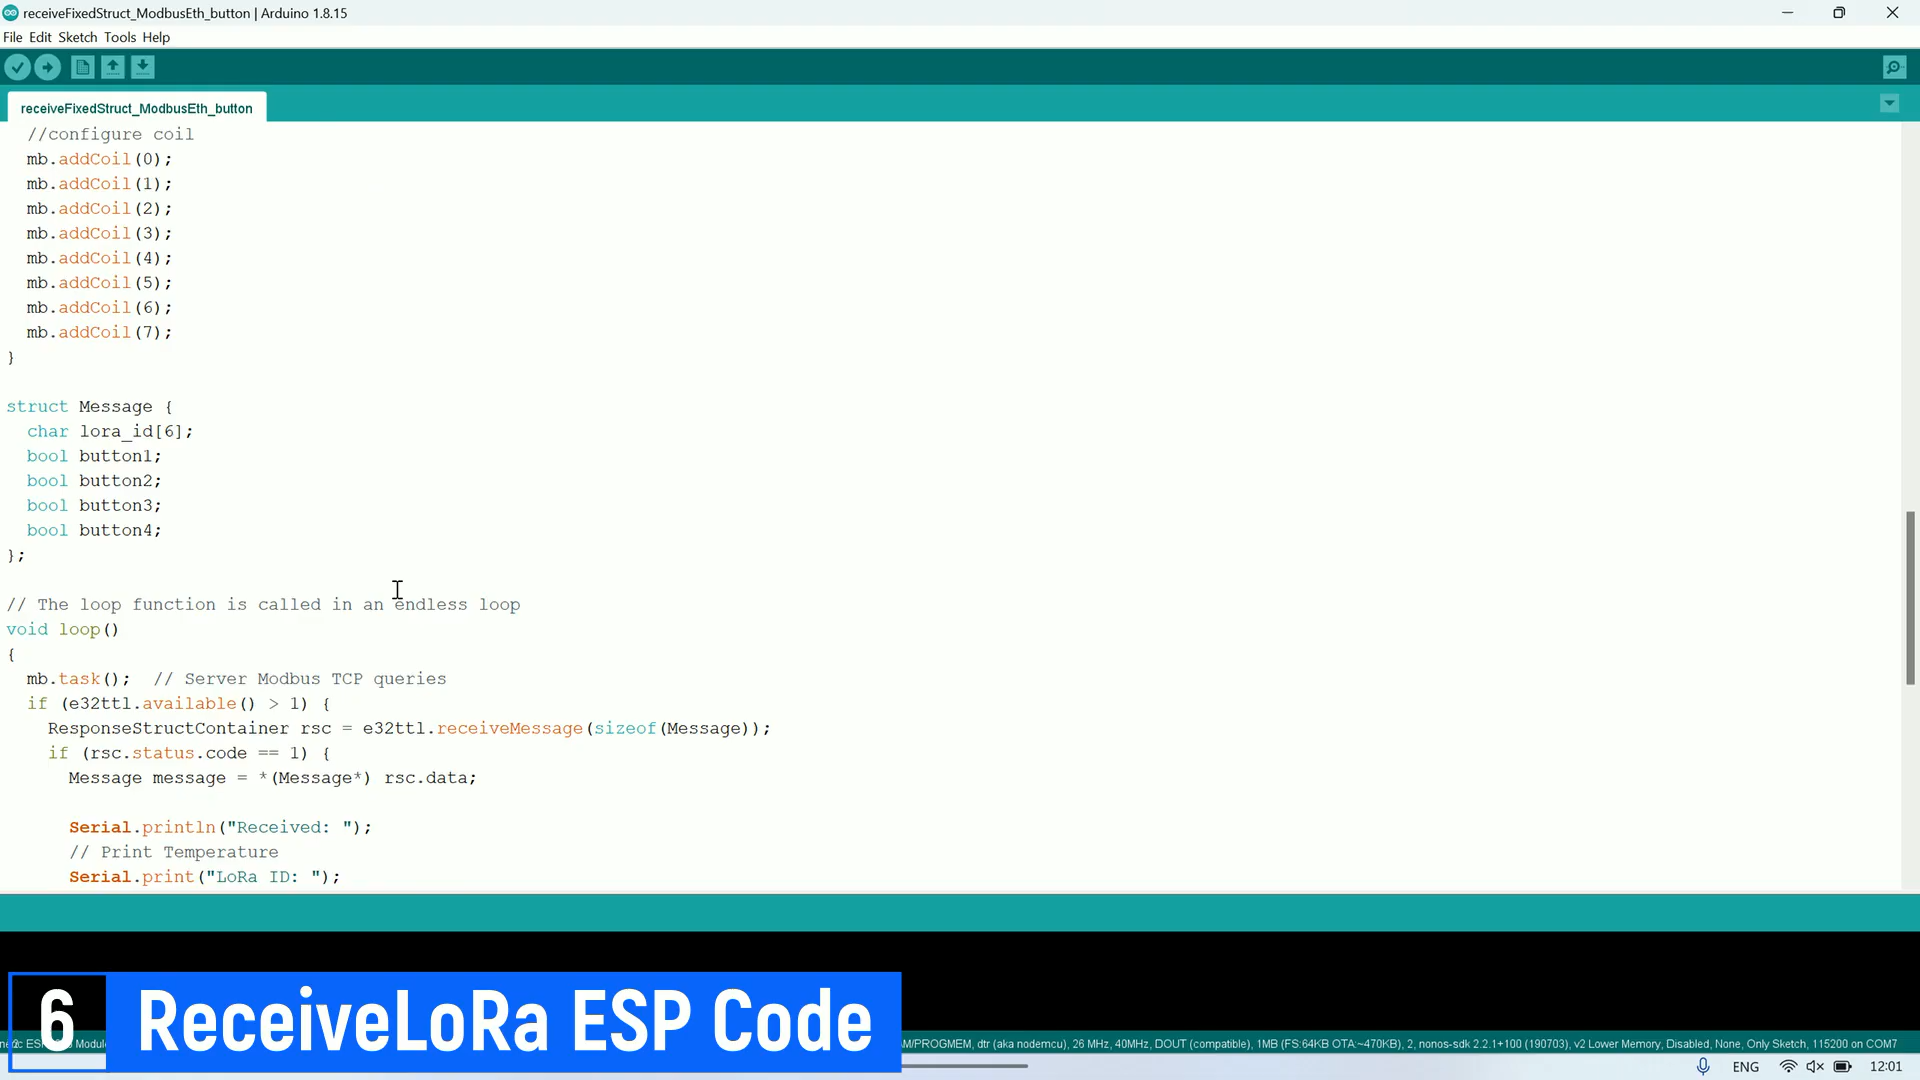 receiveFixedStruct_ModbusEth_button | Arduino 1.8.15
File Edit Sketch Tools Help
receiveFixedStruct_ModbusEth_button
//configure coil
mb.addCoil(0);
mb.addCoil(1);
mb.addCoil(2);
mb.addCoil(3);
mb.addCoil(4);
mb.addCoil(5);
mb.addCoil(6);
mb.addCoil(7);
}
struct Message {
char lora_id[6];
bool button1;
bool button2;
bool button3;
bool button4;
};
// The loop function is called in an endless loop
void loop()
{
mb.task();  // Server Modbus TCP queries
if (e32ttl.available() > 1) {
ResponseStructContainer rsc = e32ttl.receiveMessage(sizeof(Message));
if (rsc.status.code == 1) {
Message message = *(Message*) rsc.data;
Serial.println("Received: ");
// Print Temperature
Serial.print("LoRa ID: ");
6 ReceiveLoRa ESP Code
AM/PROGMEM, dtr (aka nodemcu), 26 MHz, 40MHz, DOUT (compatible), 1MB (FS:64KB OTA:~470KB), 2, nonos-sdk 2.2.1+100 (190703), v2 Lower Memory, Disabled, None, Only Sketch, 115200 on COM7
ENG 12:01